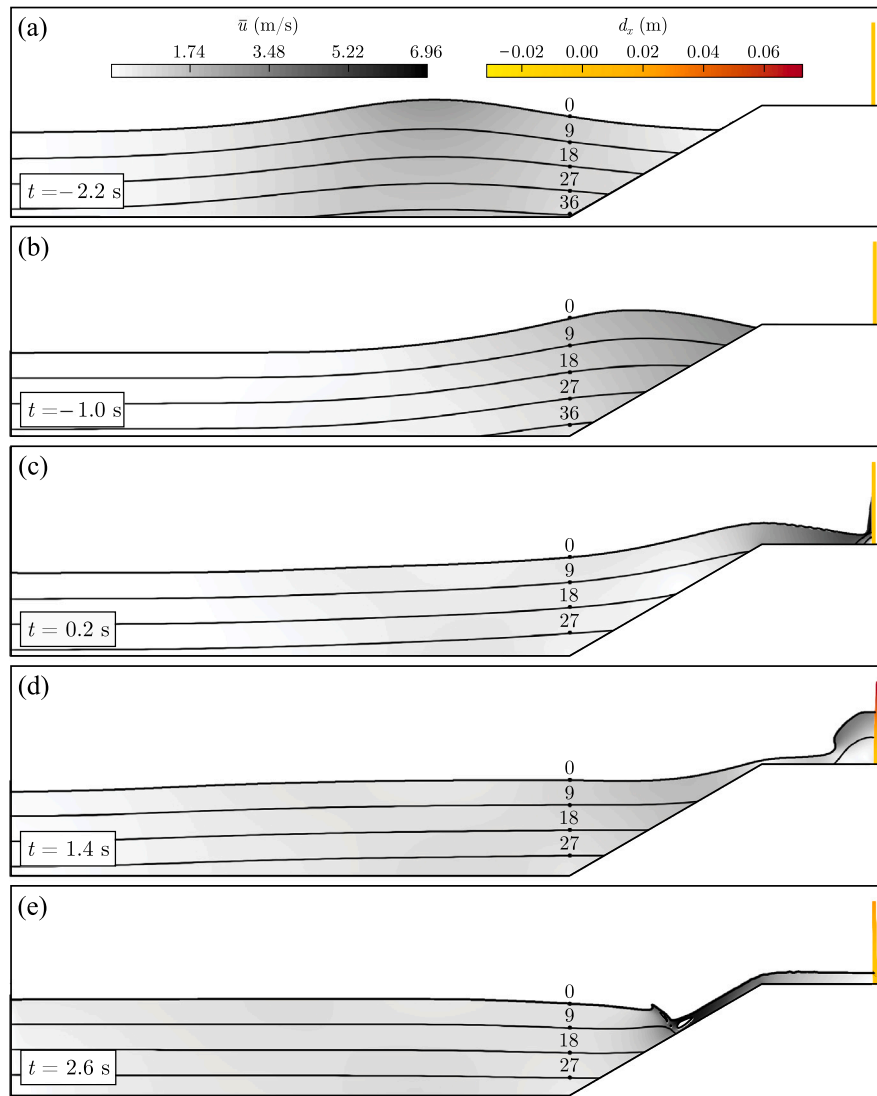 (a)
u̅ (m/s)
1.74 3.48 5.22 6.96
d_x (m)
−0.02 0.00 0.02 0.04 0.06
0
9
18
27
36
t = −2.2 s
(b)
0
9
18
27
36
t = −1.0 s
(c)
0
9
18
27
t = 0.2 s
(d)
0
9
18
27
t = 1.4 s
(e)
0
9
18
27
t = 2.6 s